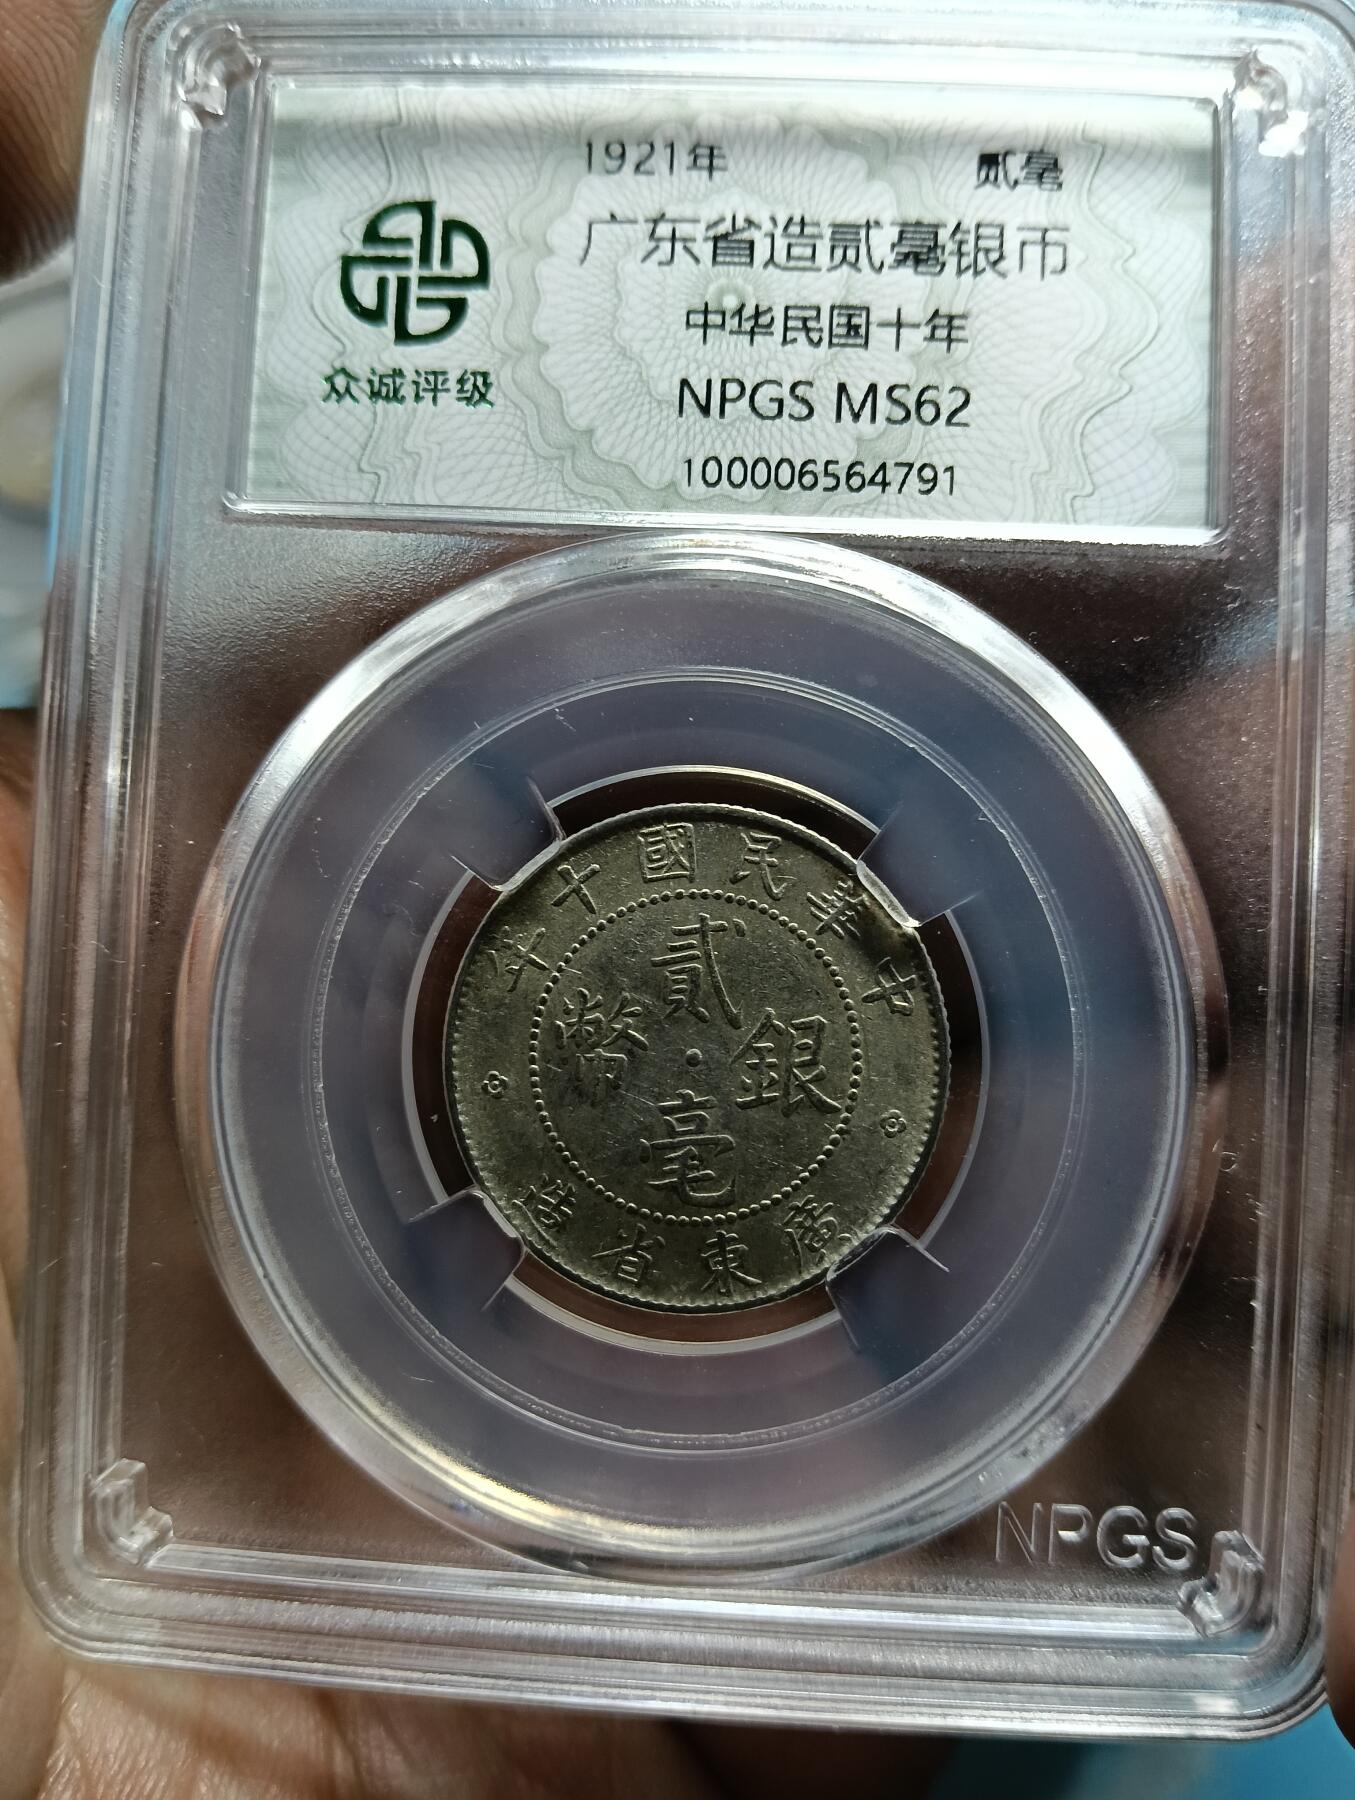 1921年 贰毫
广东省造贰毫银币
中华民国十年
NPGS MS62
100006564791
众诚评级
中華民國十年
貳毫銀幣
廣東省造
NPGS